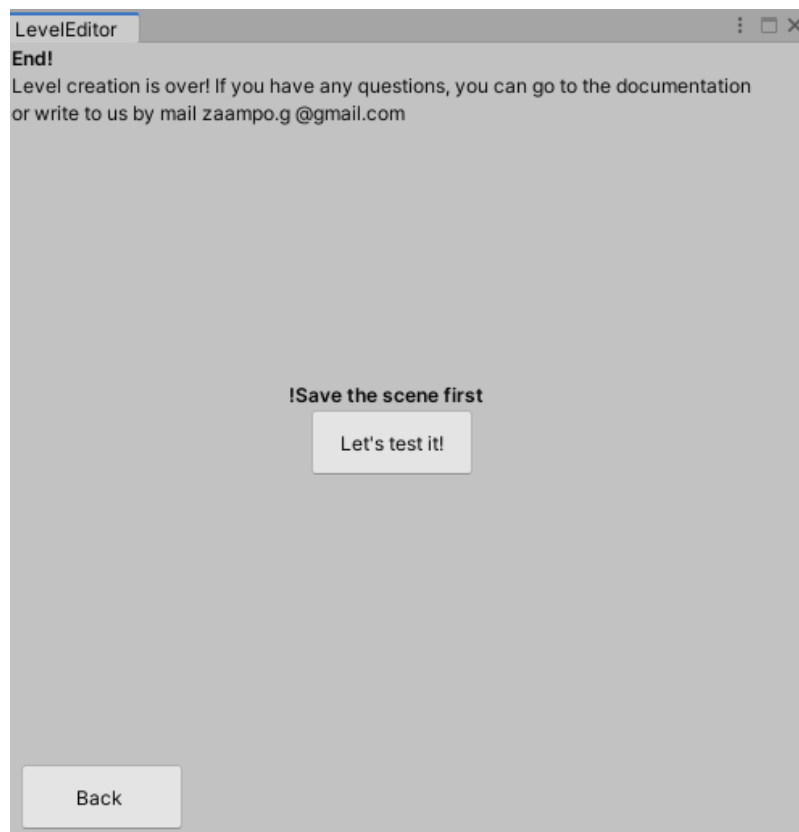 LevelEditor
End!
Level creation is over! If you have any questions, you can go to the documentation
or write to us by mail zaampo.g @gmail.com
!Save the scene first
Let's test it!
Back